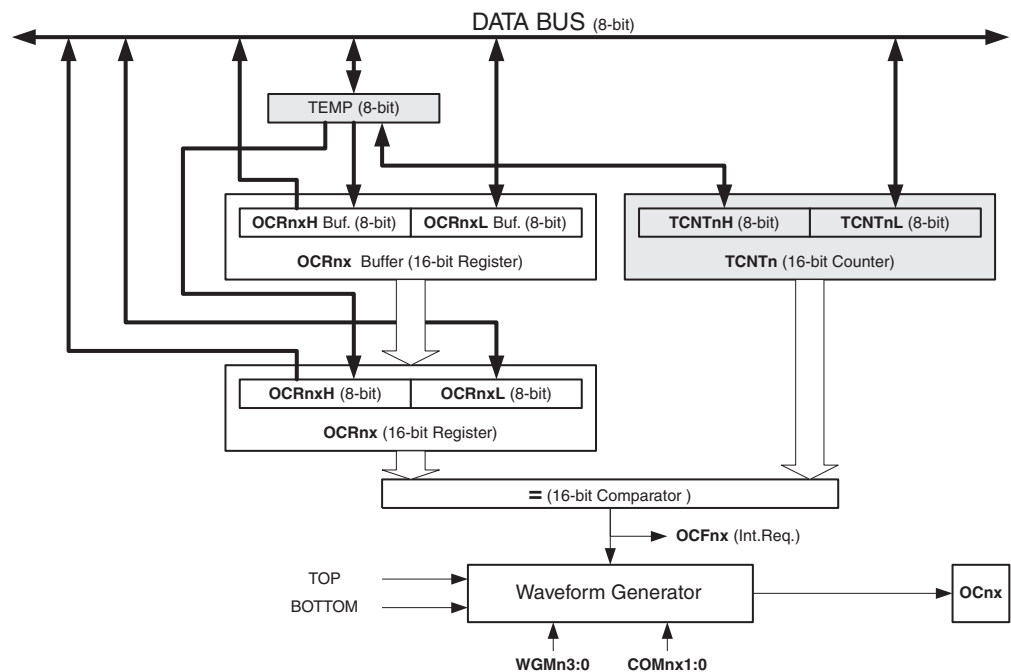 DATA BUS (8-bit)
TEMP (8-bit)
OCRnxH Buf. (8-bit)
OCRnxL Buf. (8-bit)
TCNTnH (8-bit)
TCNTnL (8-bit)
OCRnx Buffer (16-bit Register)
TCNTn (16-bit Counter)
OCRnxH (8-bit)
OCRnxL (8-bit)
OCRnx (16-bit Register)
= (16-bit Comparator )
OCFnx (Int.Req.)
TOP
BOTTOM
Waveform Generator
OCnx
WGMn3:0
COMnx1:0